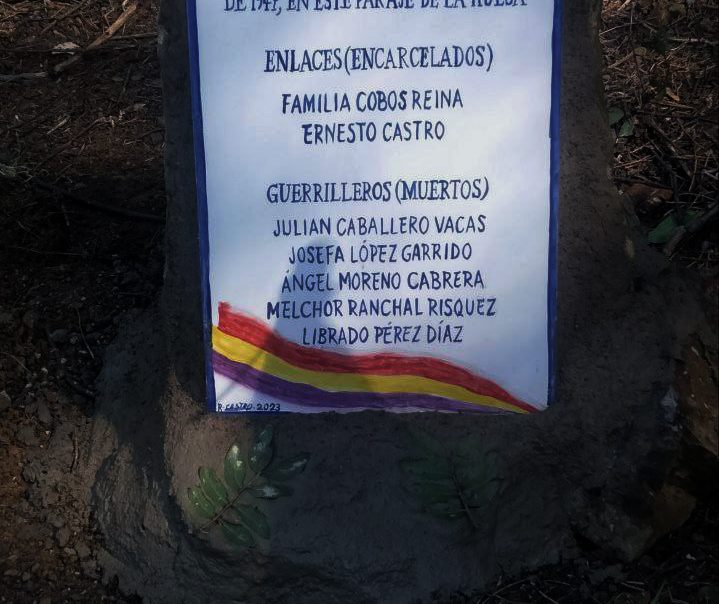 DE 1947, EN ESTE PARAJE DE LA HUESA
ENLACES (ENCARCELADOS)
FAMILIA COBOS REINA
ERNESTO CASTRO
GUERRILLEROS (MUERTOS)
JULIAN CABALLERO VACAS
JOSEFA LÓPEZ GARRIDO
ÁNGEL MORENO CABRERA
MELCHOR RANCHAL RISQUEZ
LIBRADO PÉREZ DÍAZ
R. CASTRO. 2023